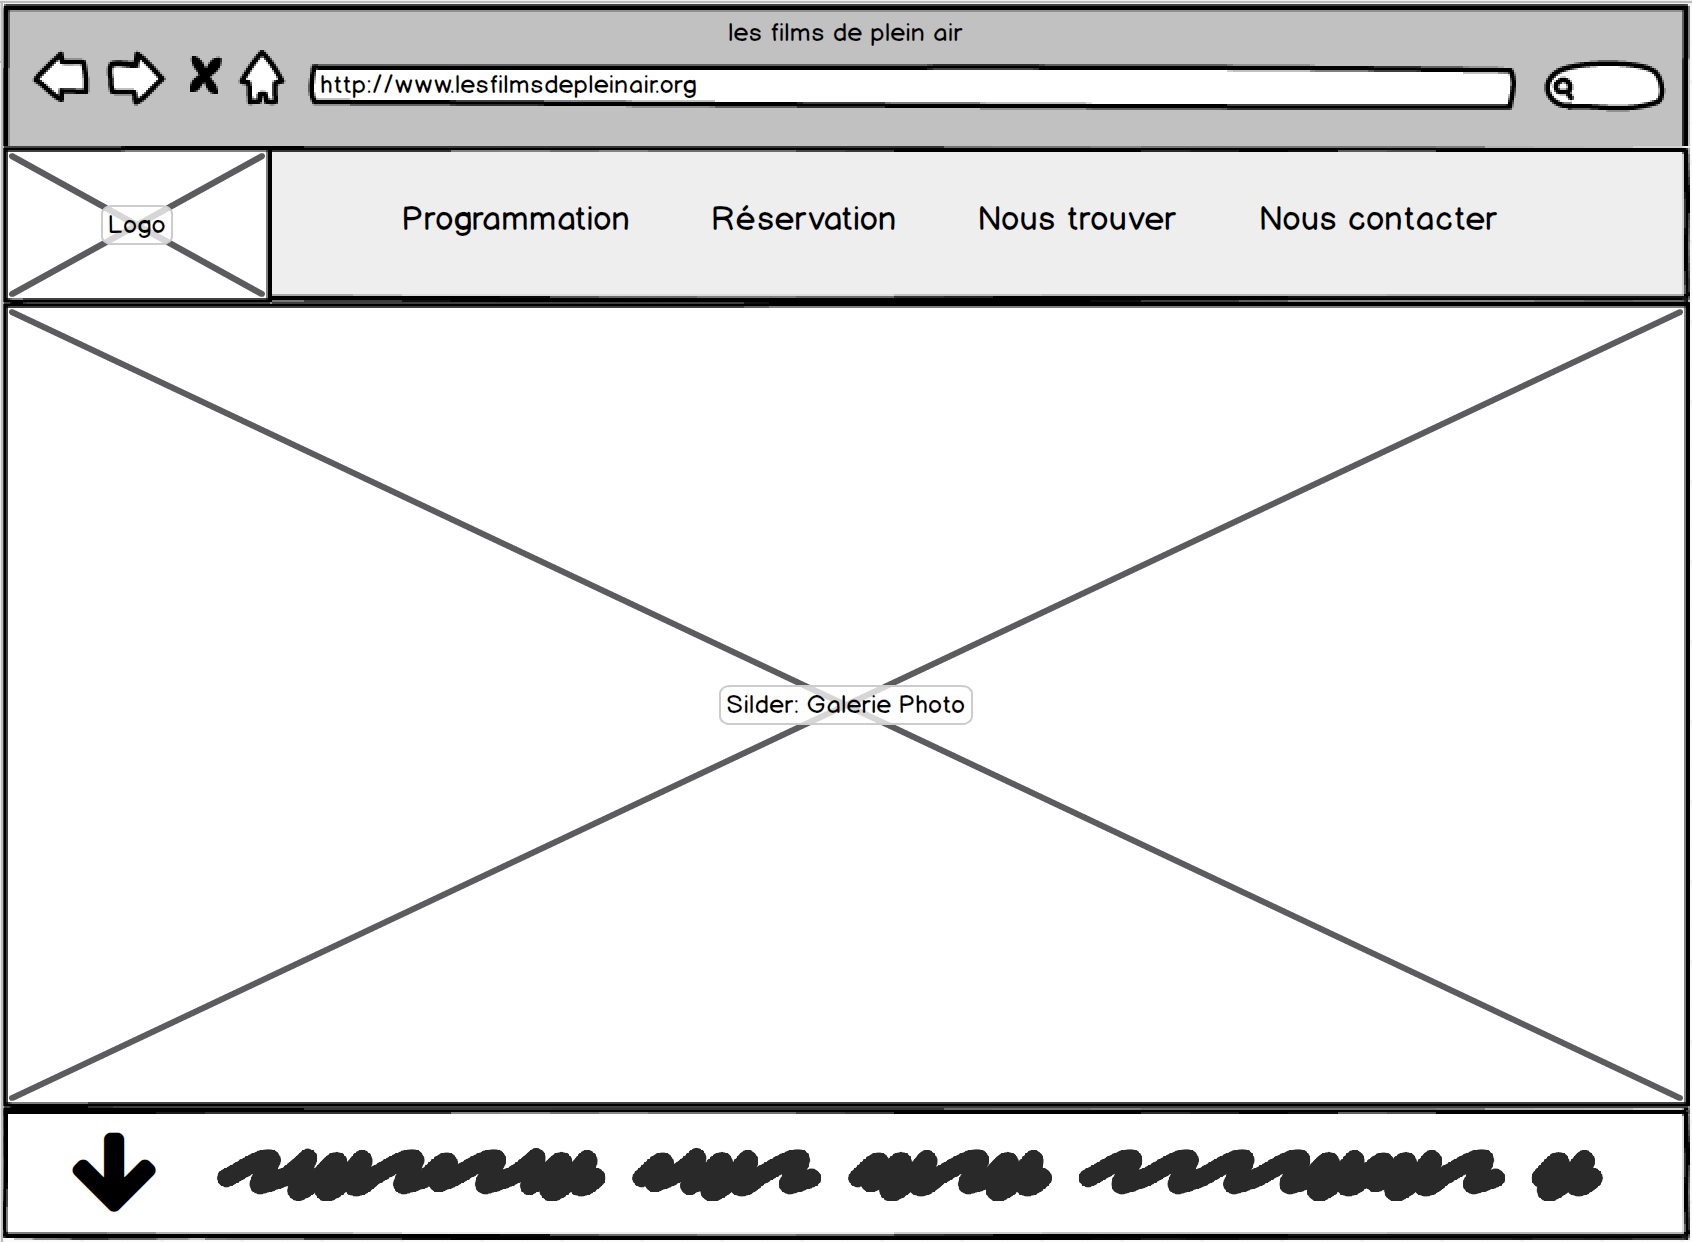 les films de plein air
http://www.lesfilmsdepleinair.org
Logo
Programmation Réservation Nous trouver Nous contacter
Silder: Galerie Photo